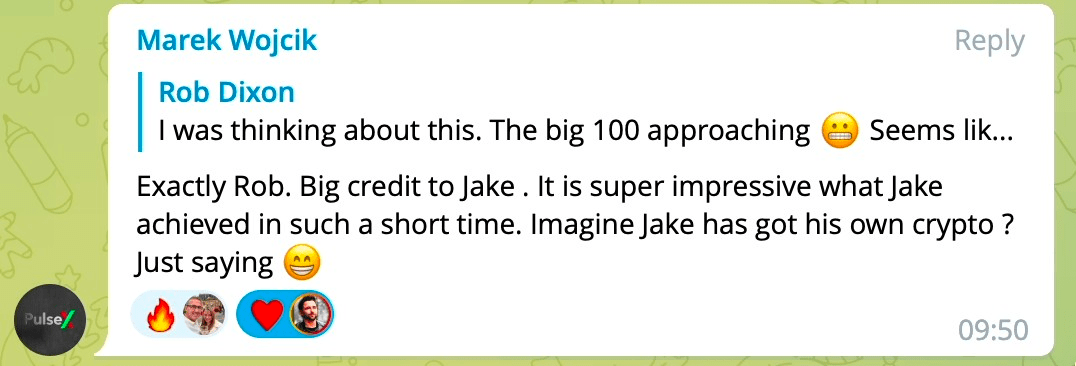 Marek Wojcik
Reply
Rob Dixon
I was thinking about this. The big 100 approaching 😬 Seems lik...
Exactly Rob. Big credit to Jake . It is super impressive what Jake
achieved in such a short time. Imagine Jake has got his own crypto ?
Just saying 😁
PulseX
09:50